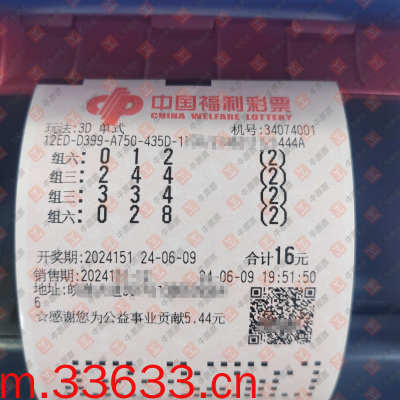 中国福利彩票
CHINA WELFARE LOTTERY
玩法:3D 单式 机号:34074001
12ED-D399-A750-435D-1 444A
组六: 0 1 2 (2)
组三: 2 4 4 (2)
组三: 3 3 4 (2)
组六: 0 2 8 (2)
开奖期:2024151 24-06-09 合计16元
销售期:20241 24-06-09 19:51:50
地址:
6
☆感谢您为公益事业贡献5.44元
m.33633.cn